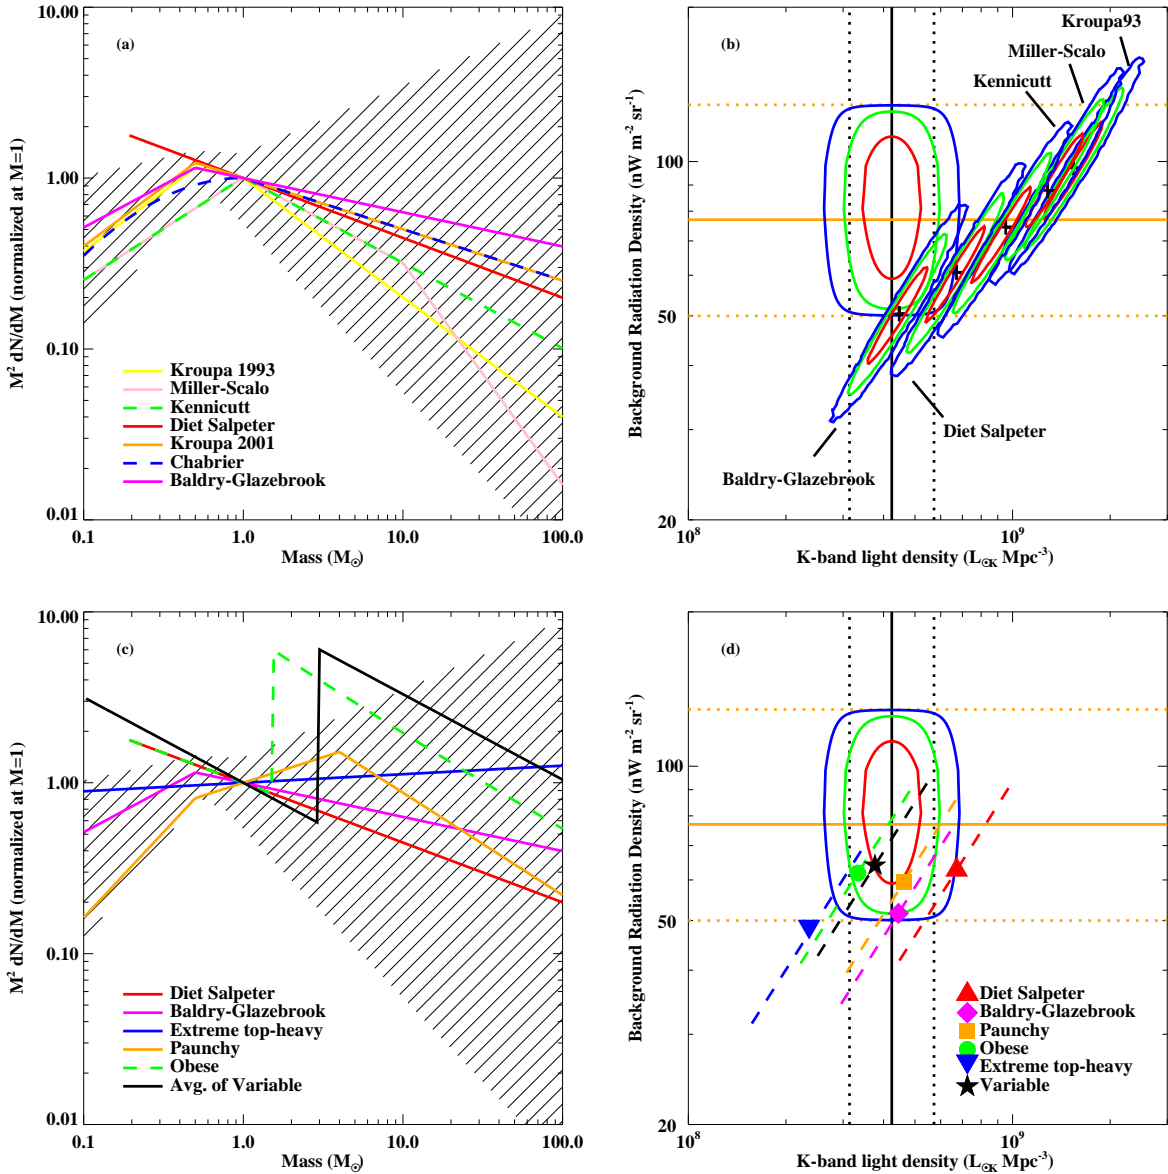 10.00
(a)
1.00
0.10
0.01
M² dN/dM (normalized at M=1)
Kroupa 1993
Miller-Scalo
Kennicutt
Diet Salpeter
Kroupa 2001
Chabrier
Baldry-Glazebrook
0.1
1.0
10.0
100.0
Mass (M⊙)
(b)
Kroupa93
Miller-Scalo
Kennicutt
100
50
20
Background Radiation Density (nW m⁻² sr⁻¹)
Diet Salpeter
Baldry-Glazebrook
10⁸
10⁹
K-band light density (L⊙K Mpc⁻³)
10.00
(c)
1.00
0.10
0.01
M² dN/dM (normalized at M=1)
Diet Salpeter
Baldry-Glazebrook
Extreme top-heavy
Paunchy
Obese
Avg. of Variable
0.1
1.0
10.0
100.0
Mass (M⊙)
(d)
100
50
20
Background Radiation Density (nW m⁻² sr⁻¹)
Diet Salpeter
Baldry-Glazebrook
Paunchy
Obese
Extreme top-heavy
Variable
10⁸
10⁹
K-band light density (L⊙K Mpc⁻³)